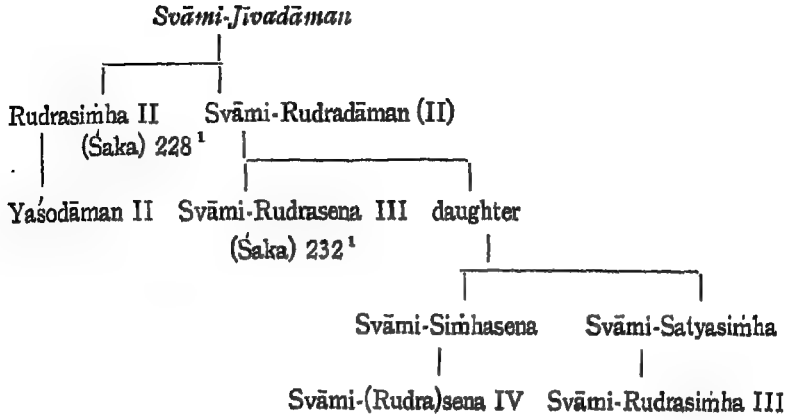 Svāmi-Jīvadāman
Rudrasiṁha II Svāmi-Rudradāman (II)
(Śaka) 228¹
Yaśodāman II Svāmi-Rudrasena III daughter
(Śaka) 232¹
Svāmi-Siṁhasena Svāmi-Satyasiṁha
Svāmi-(Rudra)sena IV Svāmi-Rudrasiṁha III